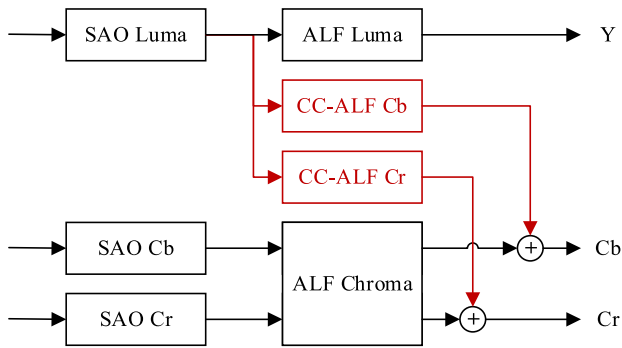 SAO Luma
ALF Luma
Y
CC-ALF Cb
CC-ALF Cr
SAO Cb
ALF Chroma
+
Cb
SAO Cr
+
Cr